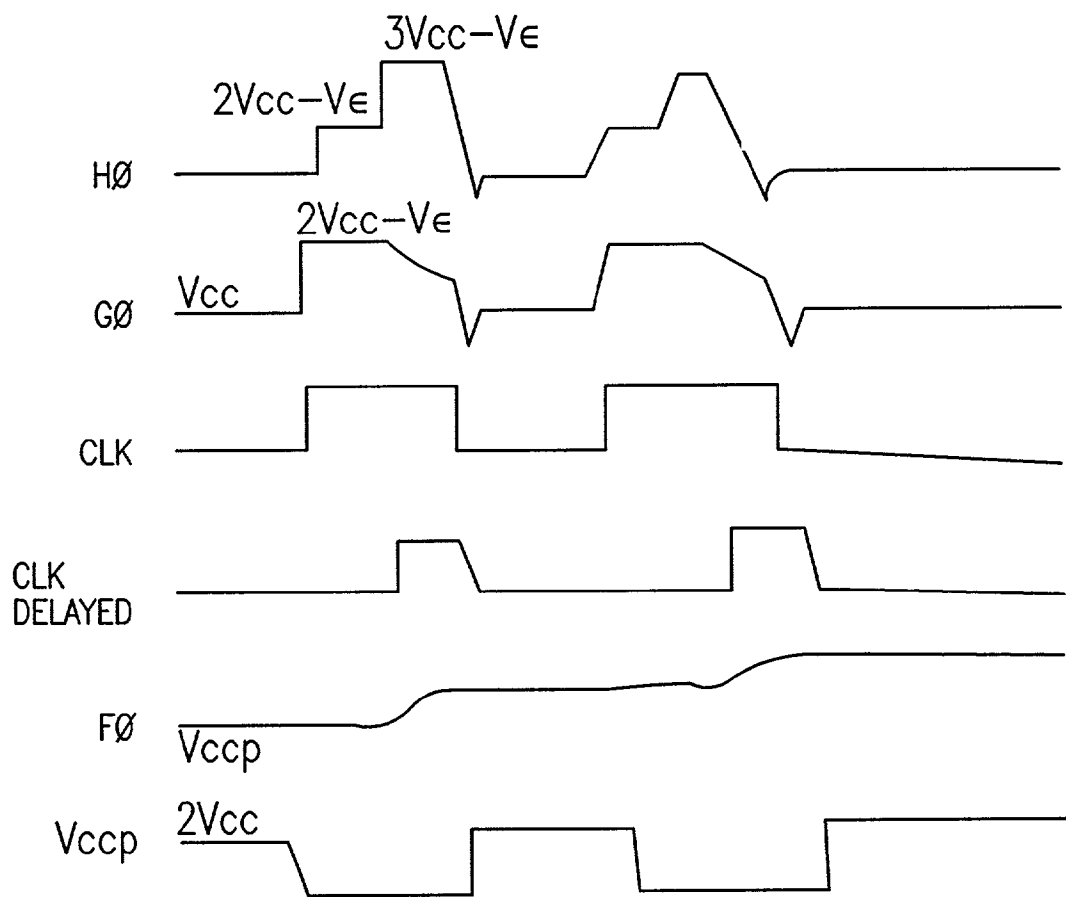 3Vcc-V∈
2Vcc-V∈
HØ
2Vcc-V∈
Vcc
GØ
CLK
CLK
DELAYED
FØ
Vccp
2Vcc
Vccp